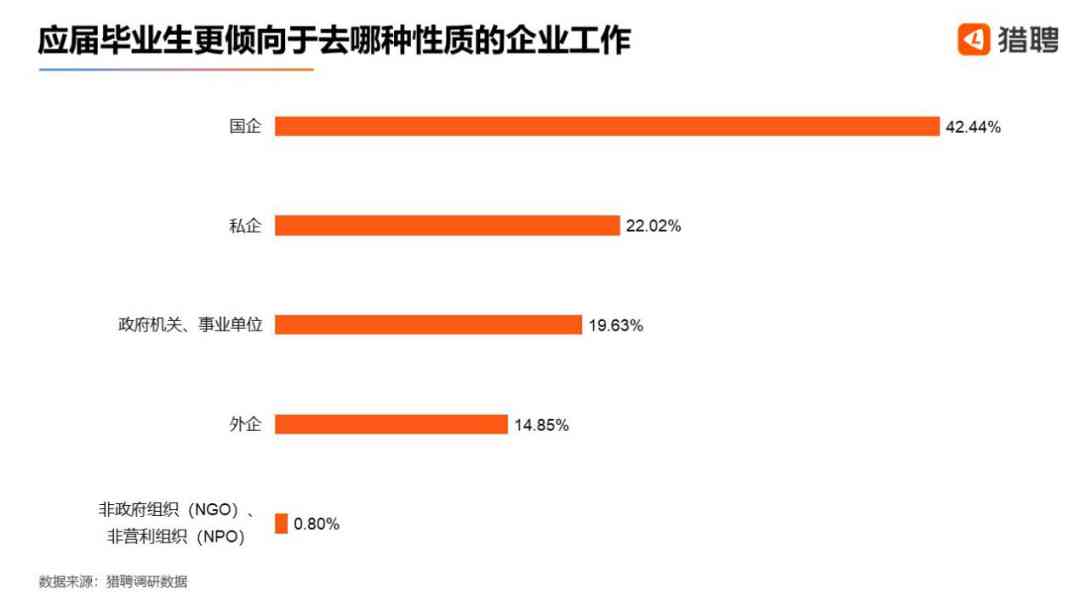 应届毕业生更倾向于去哪种性质的企业工作
猎聘
国企
42.44%
私企
22.02%
政府机关、事业单位
19.63%
外企
14.85%
非政府组织（NGO）、
非营利组织（NPO）
0.80%
数据来源：猎聘调研数据